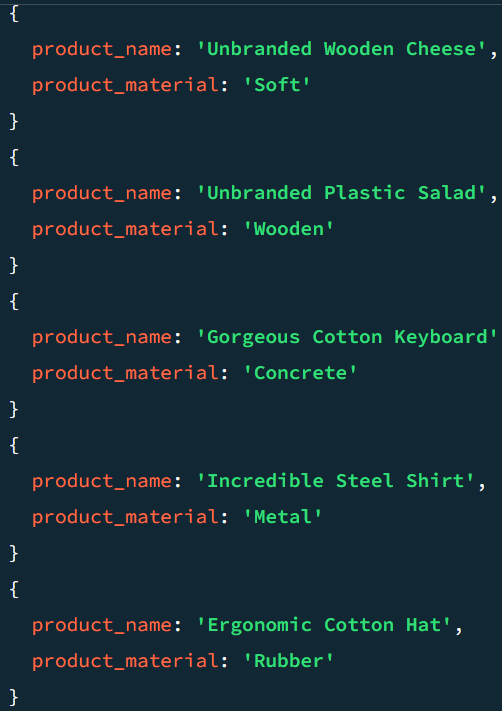 {
product_name: 'Unbranded Wooden Cheese',
product_material: 'Soft'
}
{
product_name: 'Unbranded Plastic Salad',
product_material: 'Wooden'
}
{
product_name: 'Gorgeous Cotton Keyboard'
product_material: 'Concrete'
}
{
product_name: 'Incredible Steel Shirt',
product_material: 'Metal'
}
{
product_name: 'Ergonomic Cotton Hat',
product_material: 'Rubber'
}